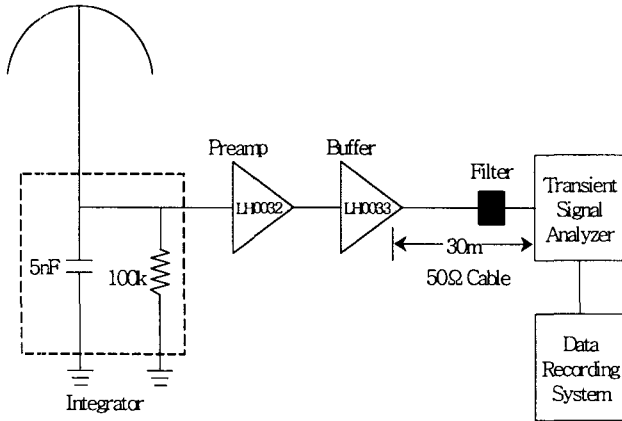 Preamp
Buffer
LH0032
LH0033
Filter
Transient
Signal
Analyzer
5nF
100k
30m
50Ω Cable
Integrator
Data
Recording
System